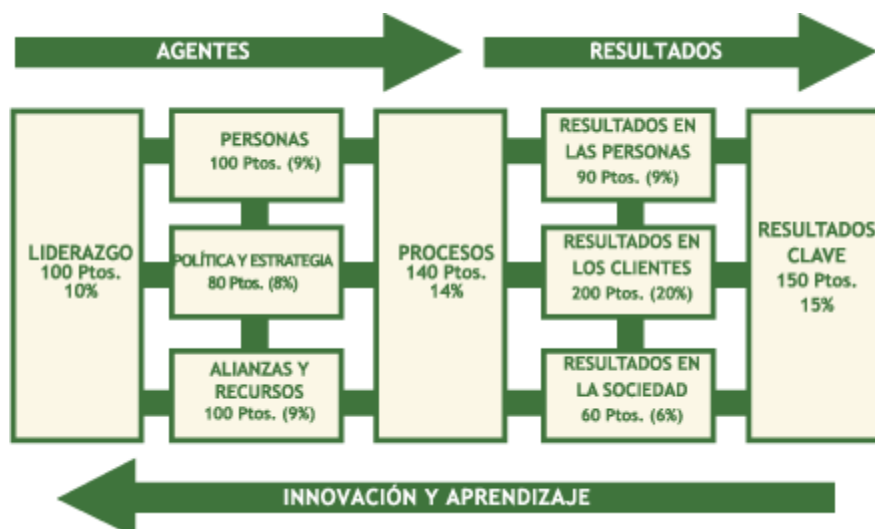 AGENTES
RESULTADOS
LIDERAZGO
100 Ptos.
10%
PERSONAS
100 Ptos. (9%)
POLÍTICA Y ESTRATEGIA
80 Ptos. (8%)
ALIANZAS Y
RECURSOS
100 Ptos. (9%)
PROCESOS
140 Ptos.
14%
RESULTADOS EN
LAS PERSONAS
90 Ptos. (9%)
RESULTADOS EN
LOS CLIENTES
200 Ptos. (20%)
RESULTADOS EN
LA SOCIEDAD
60 Ptos. (6%)
RESULTADOS
CLAVE
150 Ptos.
15%
INNOVACIÓN Y APRENDIZAJE